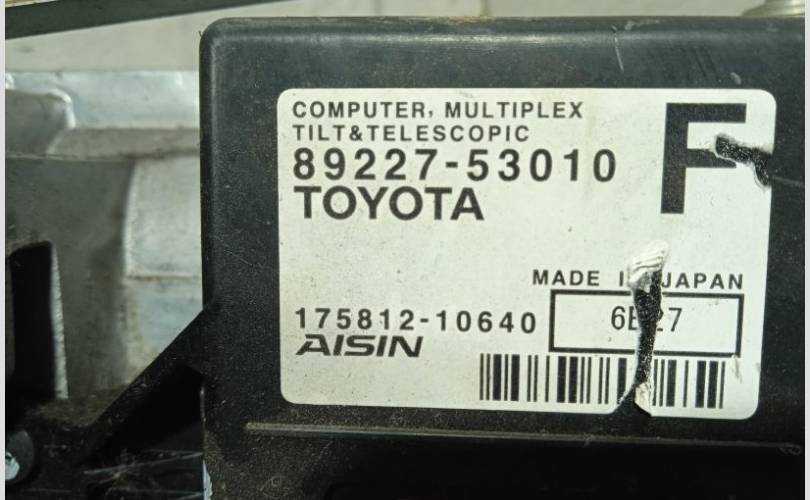 COMPUTER, MULTIPLEX
TILT&TELESCOPIC
F
89227-53010
TOYOTA
MADE JAPAN
175812-10640
AISIN